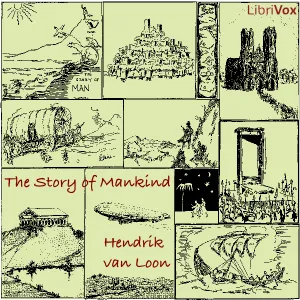 LibriVox
THE
STORY OF
MAN
The Story of Mankind
Hendrik
van Loon